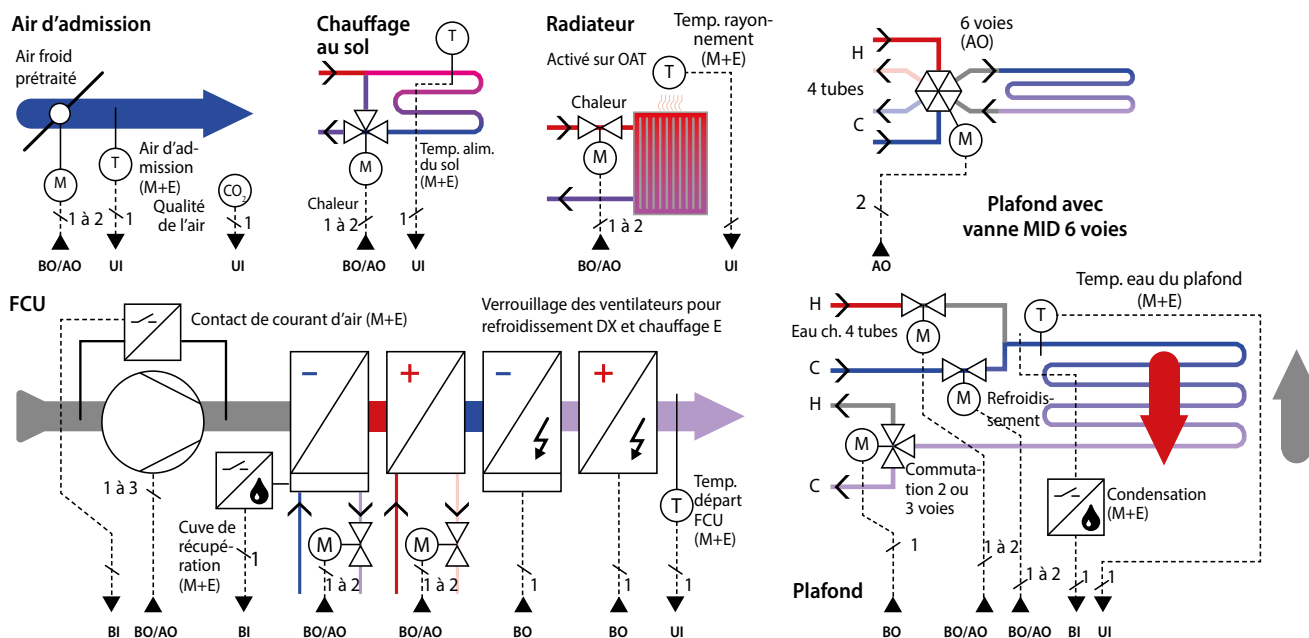 Air d’admission
Air froid
prétraité
Air d’ad-
mission
(M+E)
Qualité
de l’air
M
T
CO₂
1 à 2
1
1
BO/AO
UI
UI
Chauffage
au sol
T
M
Temp. alim.
du sol
(M+E)
Chaleur
1 à 2
1
BO/AO
UI
Radiateur
Temp. rayon-
nement
(M+E)
Activé sur OAT
T
Chaleur
M
1 à 2
1
BO/AO
UI
6 voies
(AO)
H
4 tubes
C
M
2
Plafond avec
vanne MID 6 voies
AO
FCU
Contact de courant d’air (M+E)
Verrouillage des ventilateurs pour
refroidissement DX et chauffage E
–
+
–
+
1 à 3
Cuve de
récupé-
ration
(M+E)
1
M
1 à 2
M
1 à 2
1
1
T
Temp.
départ
FCU
(M+E)
1
BI
BO/AO
BI
BO/AO
BO/AO
BO
BO
UI
Temp. eau du plafond
(M+E)
H
T
Eau ch. 4 tubes
M
C
M
Refroidis-
sement
H
M
C
Commuta-
tion 2 ou
3 voies
Condensation
(M+E)
1
1 à 2
1 à 2
1
1
Plafond
BO
BO/AO
BO/AO
BI
UI